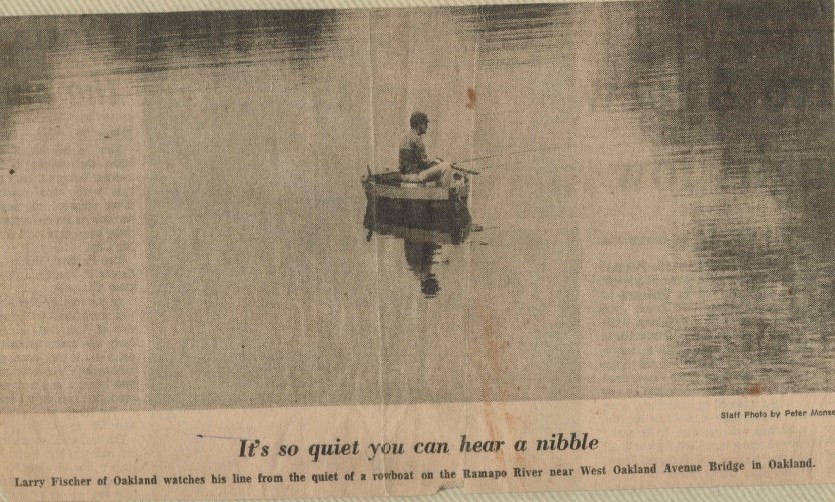 Staff Photo by Peter Monse
It's so quiet you can hear a nibble
Larry Fischer of Oakland watches his line from the quiet of a rowboat on the Ramapo River near West Oakland Avenue Bridge in Oakland.